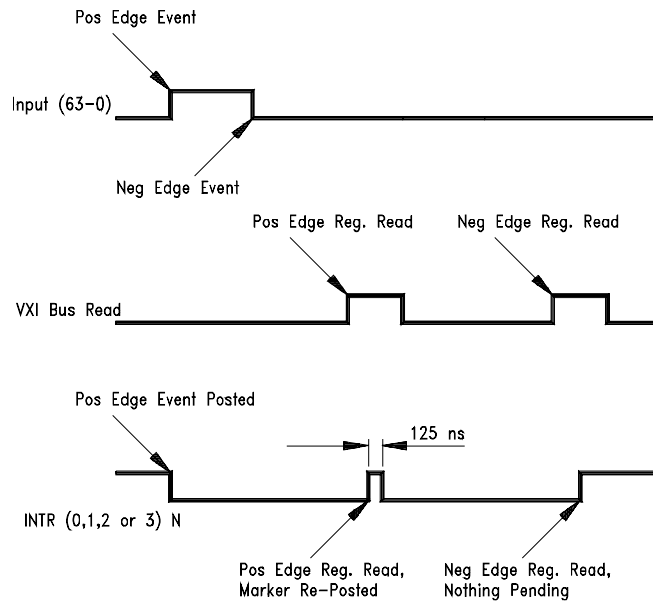 Pos Edge Event
Input (63-0)
Neg Edge Event
Pos Edge Reg. Read
Neg Edge Reg. Read
VXI Bus Read
Pos Edge Event Posted
125 ns
INTR (0,1,2 or 3) N
Pos Edge Reg. Read,
Marker Re-Posted
Neg Edge Reg. Read,
Nothing Pending